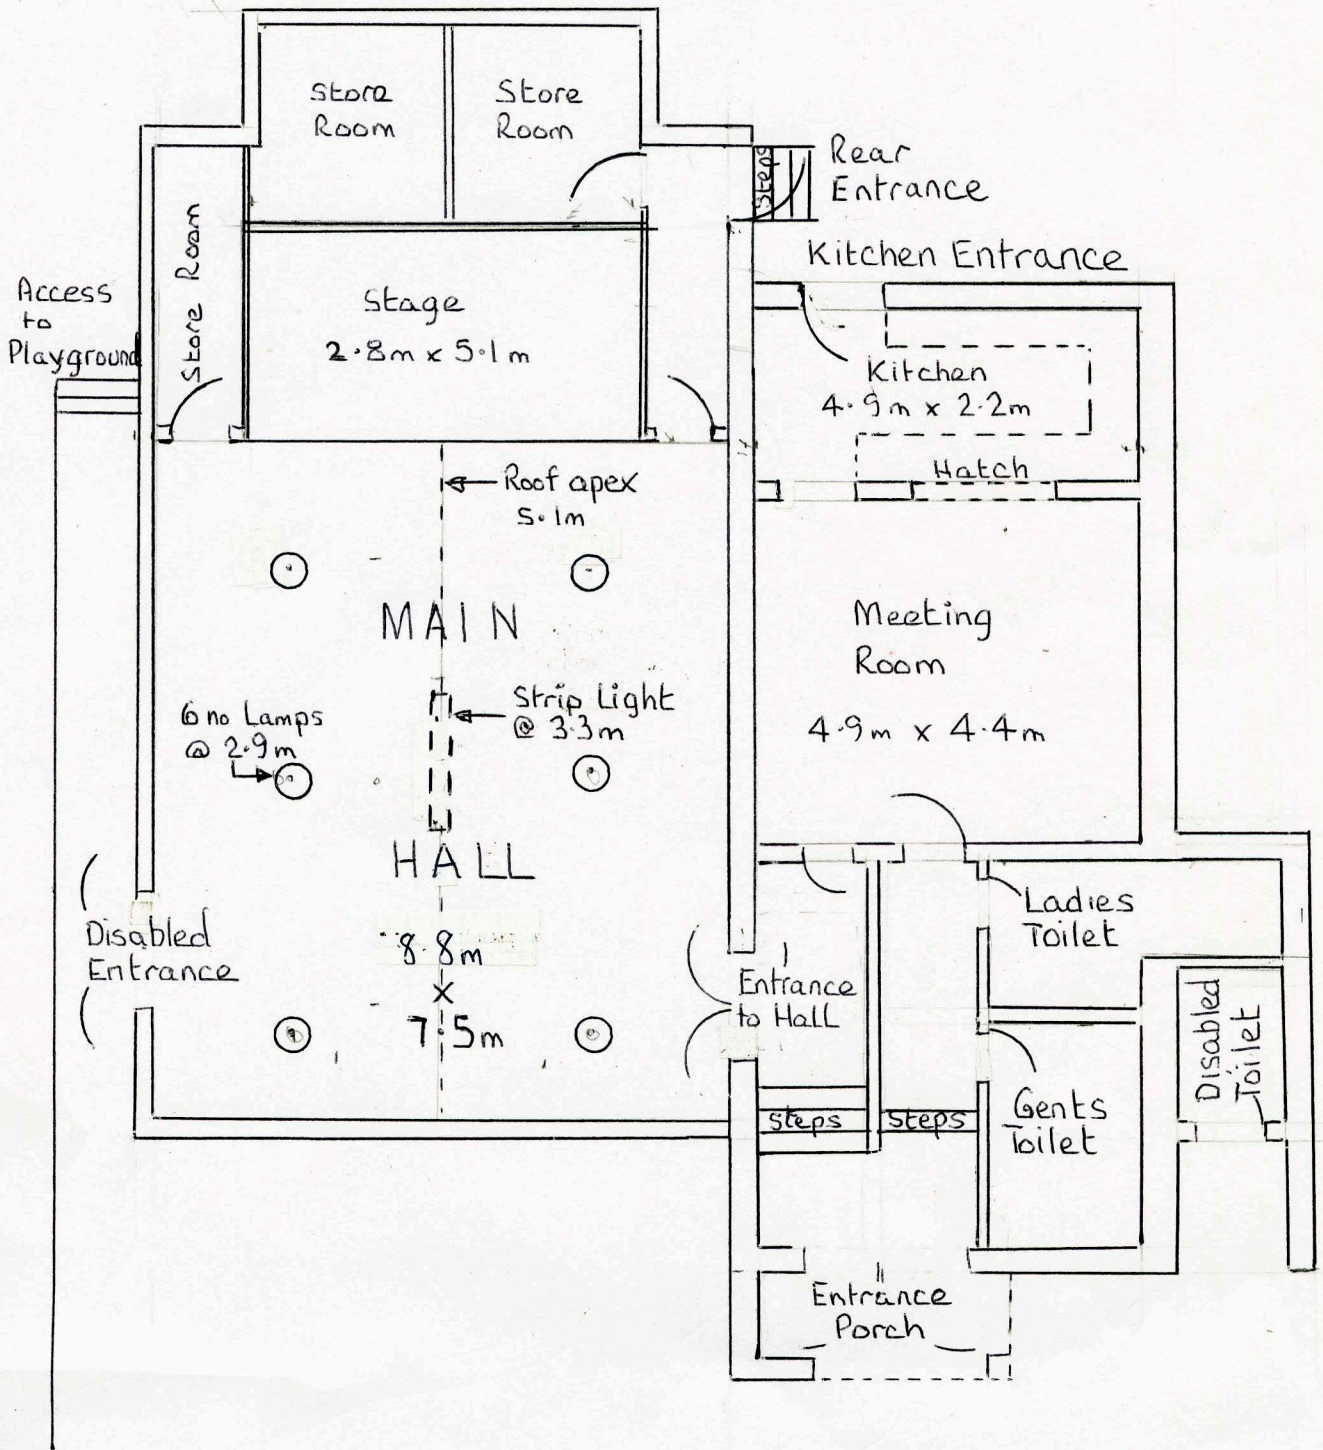 Store
Room
Store
Room
Steps
Rear
Entrance
Store Room
Kitchen Entrance
Access
to
Playground
Stage
2.8m x 5.1m
Kitchen
4.9m x 2.2m
Hatch
Roof apex
5.1m
MAIN
Meeting
Room
4.9m x 4.4m
6 no Lamps
@ 2.9m
Strip Light
@ 3.3m
HALL
8.8m
x
7.5m
Disabled
Entrance
Entrance
to Hall
Ladies
Toilet
Disabled
Toilet
Gents
Toilet
Steps
Steps
Entrance
Porch